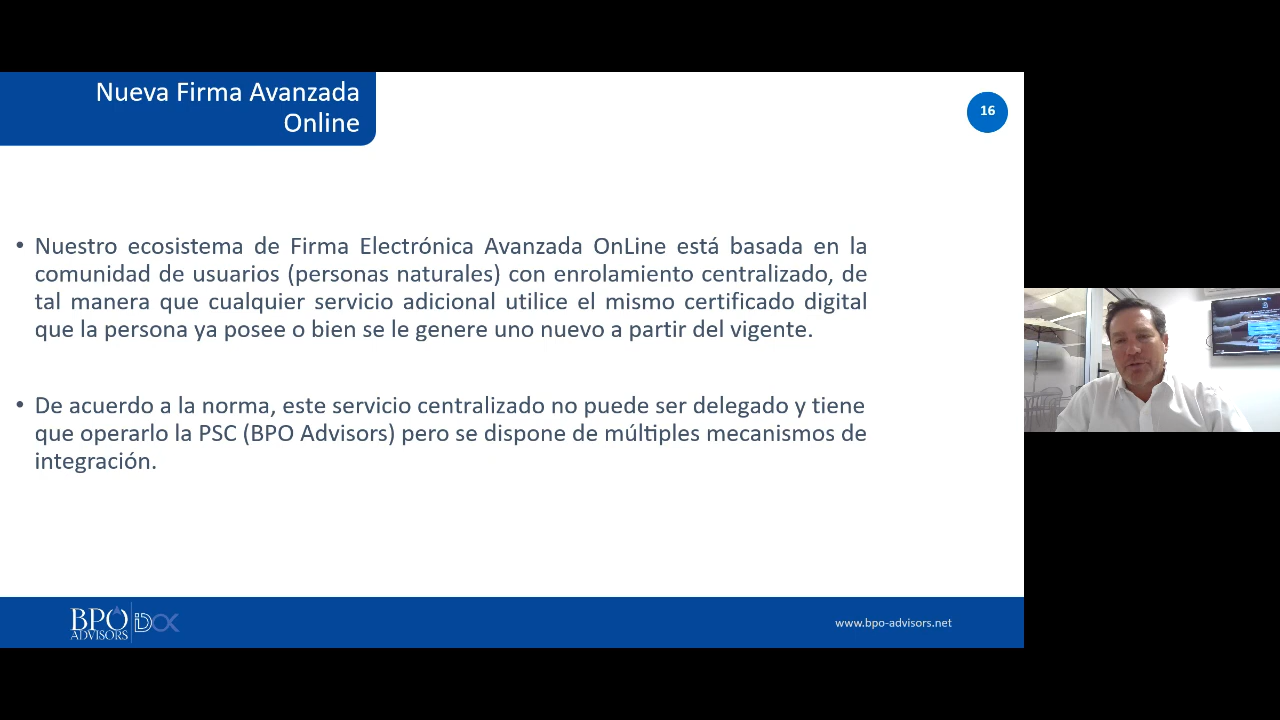 Nueva Firma Avanzada
Online
16
• Nuestro ecosistema de Firma Electrónica Avanzada OnLine está basada en la
comunidad de usuarios (personas naturales) con enrolamiento centralizado, de
tal manera que cualquier servicio adicional utilice el mismo certificado digital
que la persona ya posee o bien se le genere uno nuevo a partir del vigente.
• De acuerdo a la norma, este servicio centralizado no puede ser delegado y tiene
que operarlo la PSC (BPO Advisors) pero se dispone de múltiples mecanismos de
integración.
BPO
ADVISORS
IDOK
www.bpo-advisors.net